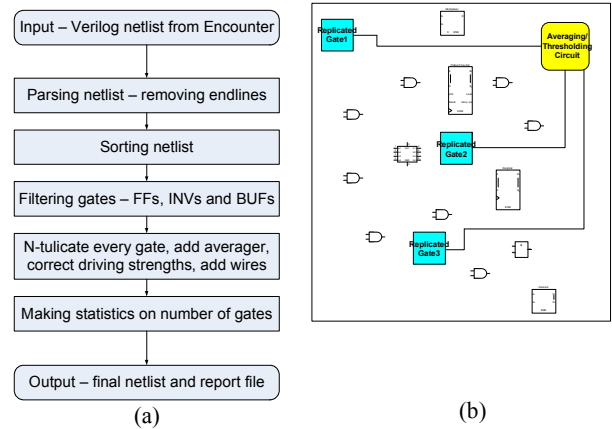 Input – Verilog netlist from Encounter
Parsing netlist – removing endlines
Sorting netlist
Filtering gates – FFs, INVs and BUFs
N-tulicate every gate, add averager,
correct driving strengths, add wires
Making statistics on number of gates
Output – final netlist and report file
(a)
Replicated
Gate1
Averaging/
Thresholding
Circuit
Replicated
Gate2
Replicated
Gate3
(b)